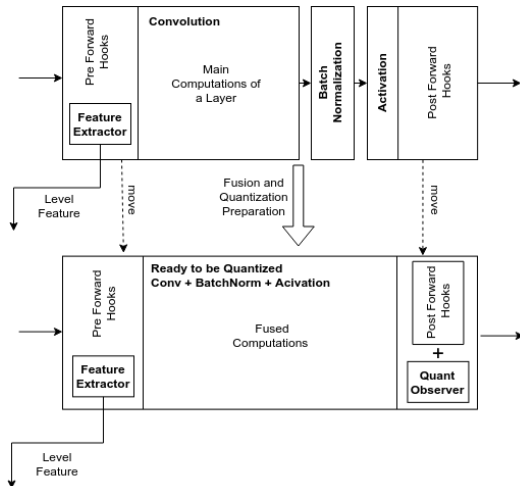 Convolution
Pre Forward
Hooks
Main
Computations of
a Layer
Batch
Normalization
Activation
Post Forward
Hooks
Feature
Extractor
Level
Feature
move
Fusion and
Quantization
Preparation
move
Ready to be Quantized
Conv + BatchNorm + Acivation
Pre Forward
Hooks
Fused
Computations
Post Forward
Hooks
+
Feature
Extractor
Quant
Observer
Level
Feature